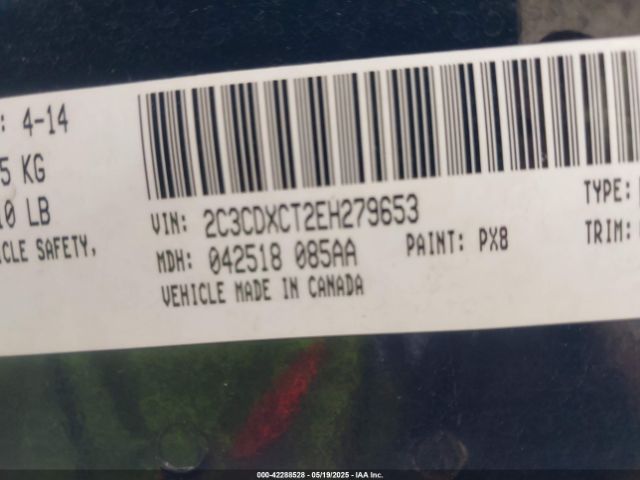 : 4-14
5 KG
10 LB
ICLE SAFETY,
VIN: 2C3CDXCT2EH279653
MDH: 042518 085AA
PAINT: PX8
VEHICLE MADE IN CANADA
TYPE:
TRIM:
000-42288528 - 05/19/2025 - IAA Inc.